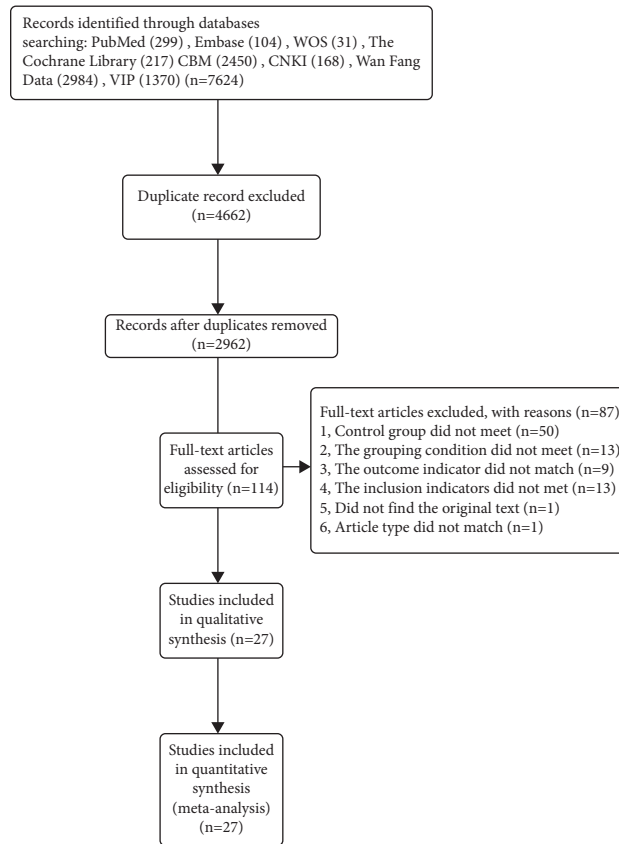 Records identified through databases
searching: PubMed (299) , Embase (104) , WOS (31) , The
Cochrane Library (217) CBM (2450) , CNKI (168) , Wan Fang
Data (2984) , VIP (1370) (n=7624)
Duplicate record excluded
(n=4662)
Records after duplicates removed
(n=2962)
Full-text articles
assessed for
eligibility (n=114)
Full-text articles excluded, with reasons (n=87)
1, Control group did not meet (n=50)
2, The grouping condition did not meet (n=13)
3, The outcome indicator did not match (n=9)
4, The inclusion indicators did not met (n=13)
5, Did not find the original text (n=1)
6, Article type did not match (n=1)
Studies included
in qualitative
synthesis (n=27)
Studies included
in quantitative
synthesis
(meta-analysis)
(n=27)